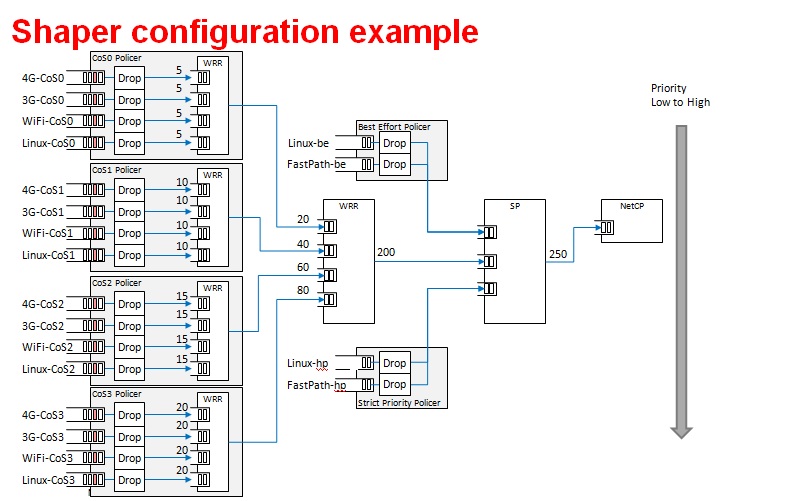 Shaper configuration example
CoS0 Policer
WRR
4G-CoS0 Drop 5
3G-CoS0 Drop 5
WiFi-CoS0 Drop 5
Linux-CoS0 Drop 5
CoS1 Policer
WRR
4G-CoS1 Drop 10
3G-CoS1 Drop 10
WiFi-CoS1 Drop 10
Linux-CoS1 Drop 10
CoS2 Policer
WRR
4G-CoS2 Drop 15
3G-CoS2 Drop 15
WiFi-CoS2 Drop 15
Linux-CoS2 Drop 15
CoS3 Policer
WRR
4G-CoS3 Drop 20
3G-CoS3 Drop 20
WiFi-CoS3 Drop 20
Linux-CoS3 Drop 20
Best Effort Policer
Linux-be Drop
FastPath-be Drop
WRR
20
40
60
80
200
Linux-hp Drop
FastPath-hp Drop
Strict Priority Policer
SP
250
NetCP
Priority
Low to High